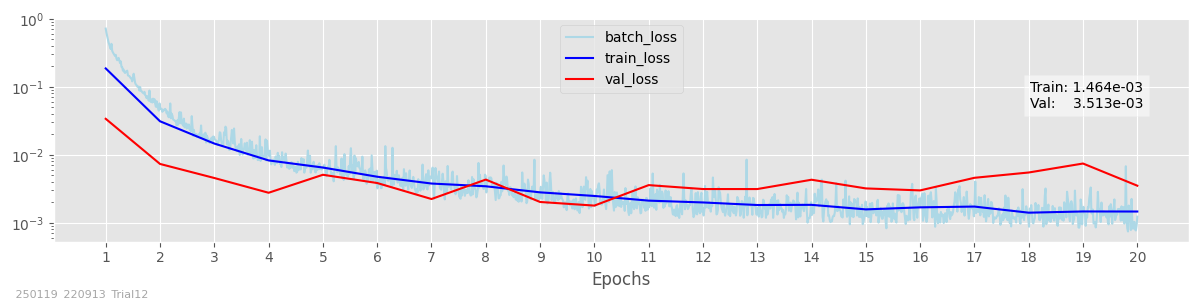 10⁰
10⁻¹
10⁻²
10⁻³
batch_loss
train_loss
val_loss
Train: 1.464e-03
Val: 3.513e-03
1 2 3 4 5 6 7 8 9 10 11 12 13 14 15 16 17 18 19 20
Epochs
250119_220913_Trial12